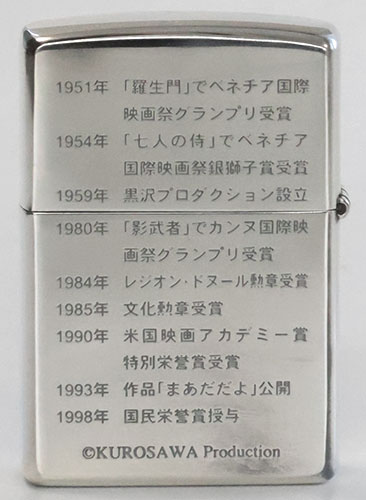 1951年 「羅生門」でベネチア国際
映画祭グランプリ受賞
1954年 「七人の侍」でベネチア
国際映画祭銀獅子賞受賞
1959年 黒沢プロダクション設立
1980年 「影武者」でカンヌ国際映
画祭グランプリ受賞
1984年 レジオン・ドヌール勲章受賞
1985年 文化勲章受賞
1990年 米国映画アカデミー賞
特別栄誉賞受賞
1993年 作品「まあだだよ」公開
1998年 国民栄誉賞授与
©KUROSAWA Production